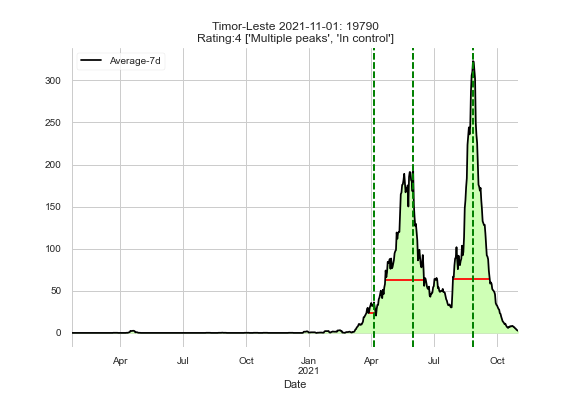 Timor-Leste 2021-11-01: 19790
Rating:4 ['Multiple peaks', 'In control']
Average-7d
300
250
200
150
100
50
0
Apr Jul Oct Jan Apr Jul Oct
2021
Date